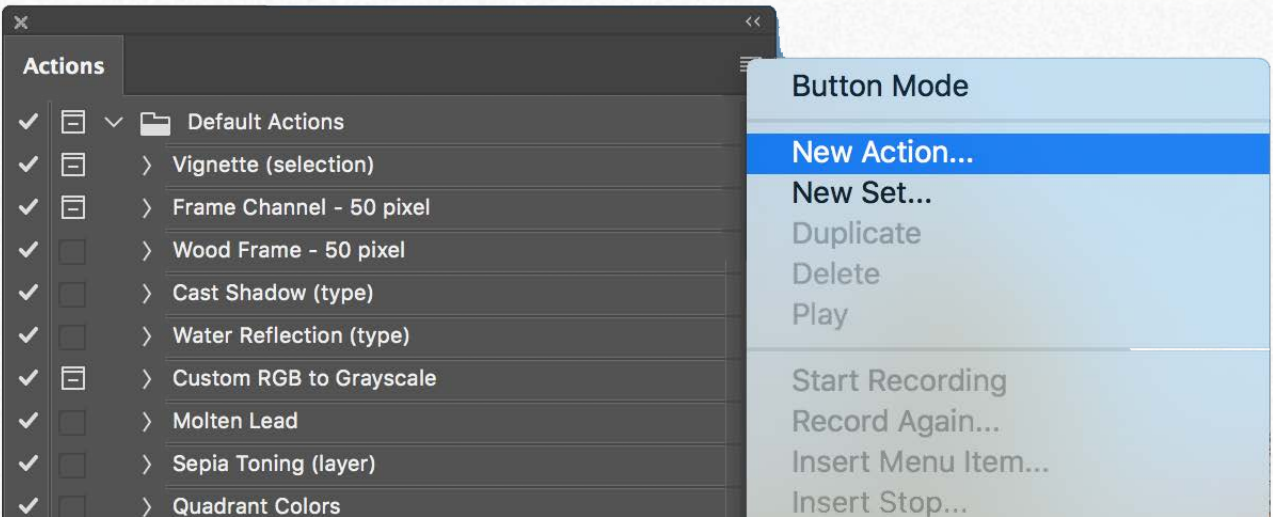 Actions
Default Actions
Vignette (selection)
Frame Channel - 50 pixel
Wood Frame - 50 pixel
Cast Shadow (type)
Water Reflection (type)
Custom RGB to Grayscale
Molten Lead
Sepia Toning (layer)
Quadrant Colors
Button Mode
New Action...
New Set...
Duplicate
Delete
Play
Start Recording
Record Again...
Insert Menu Item...
Insert Stop...